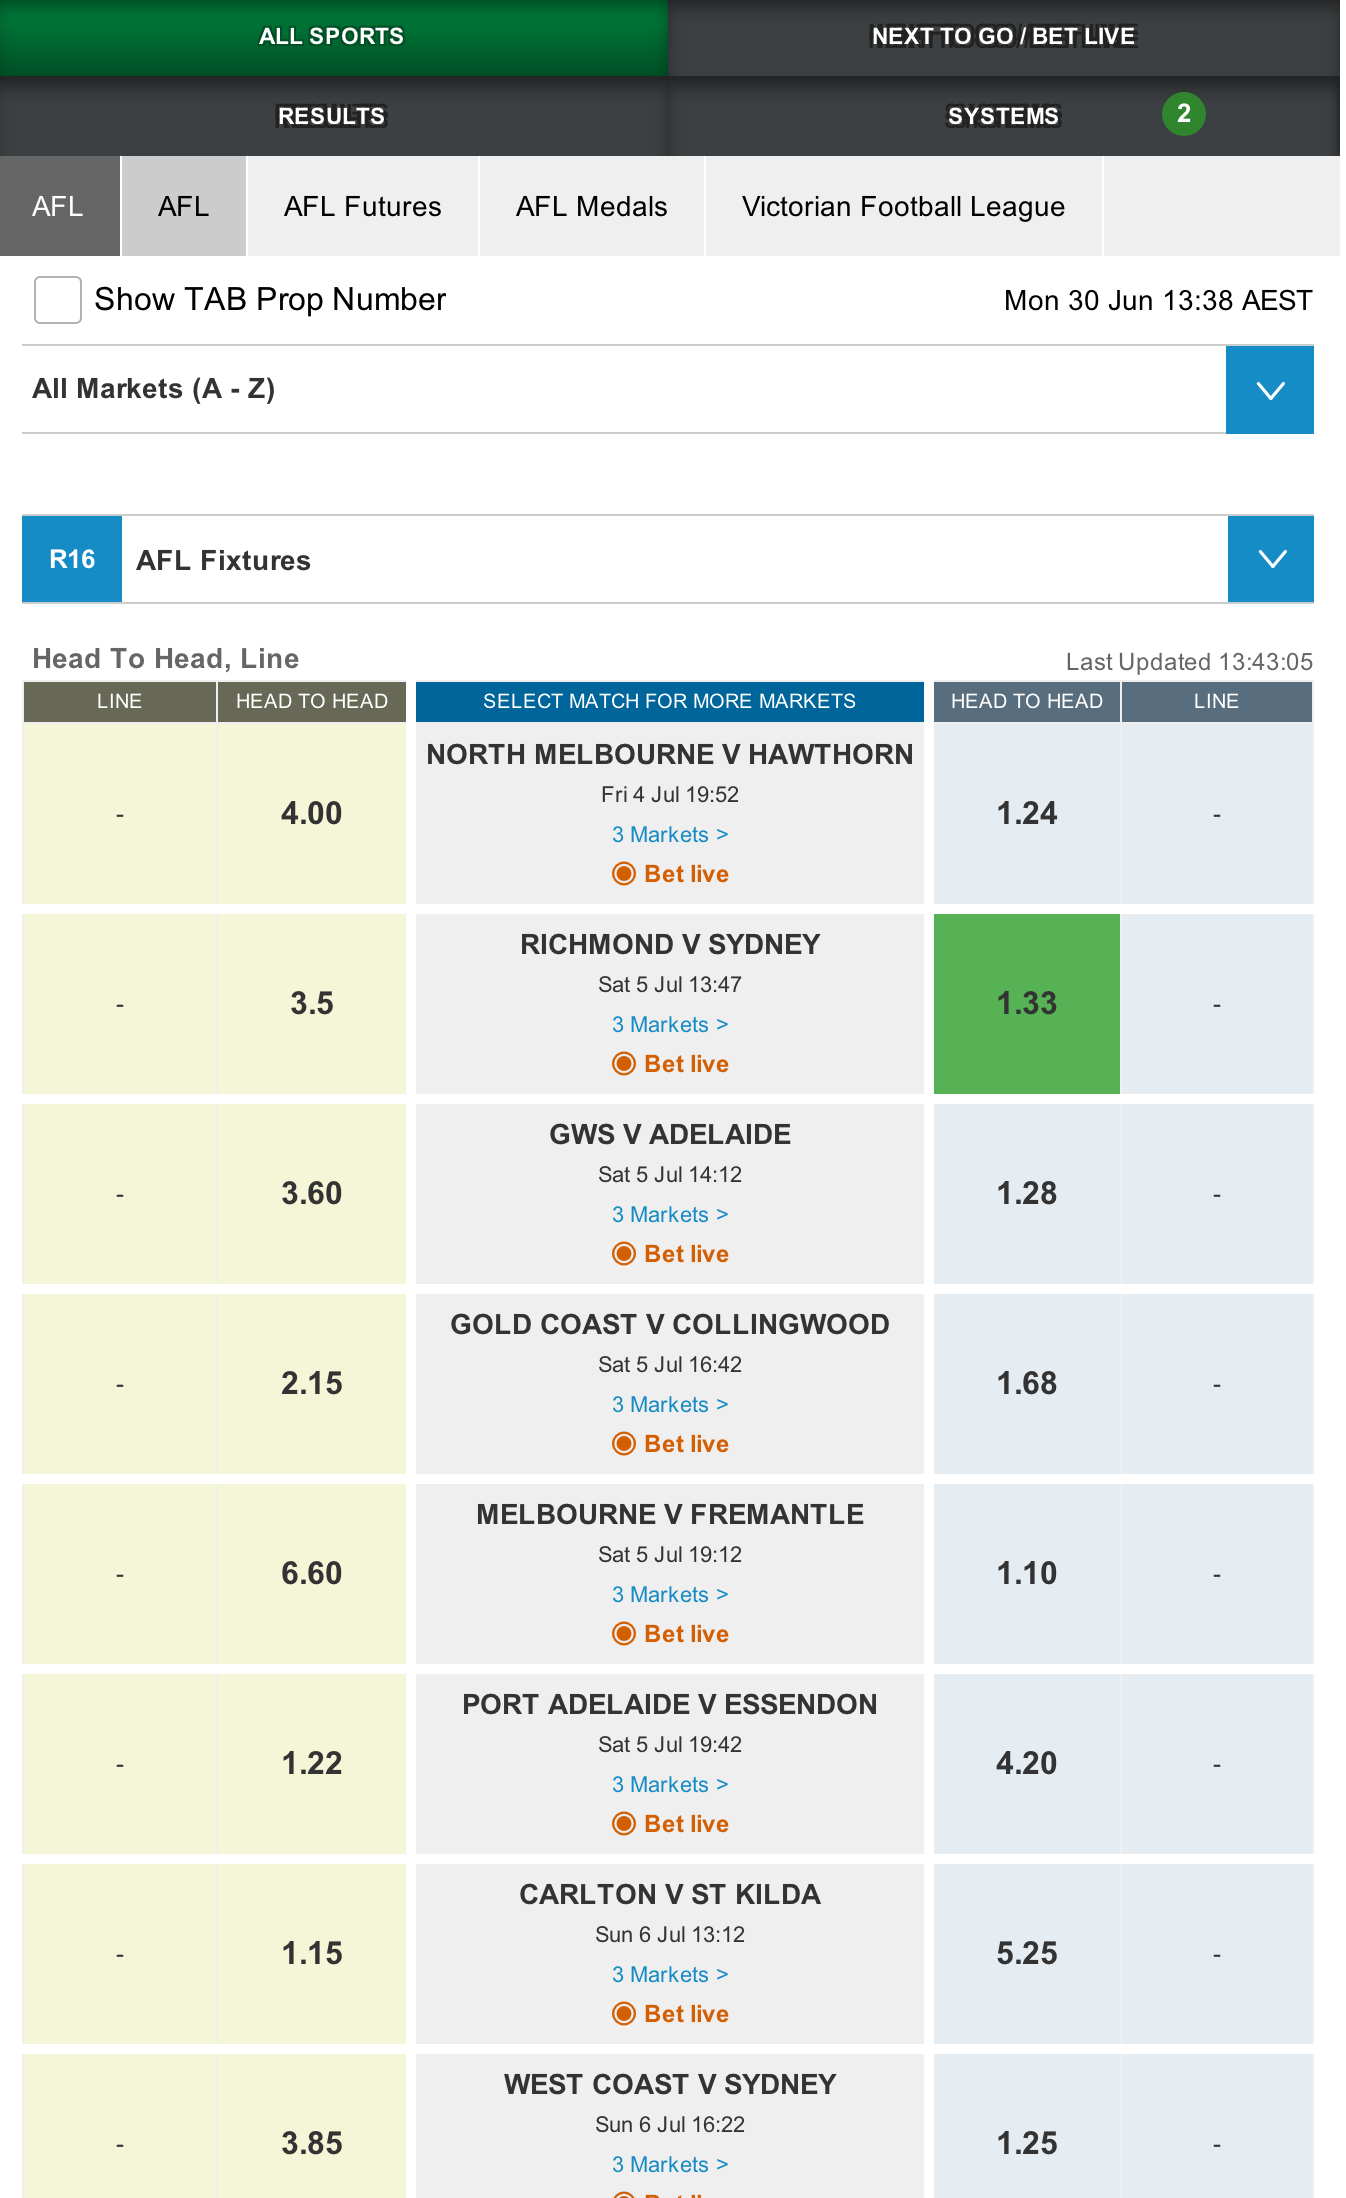 ALL SPORTS
NEXT TO GO / BET LIVE
RESULTS
SYSTEMS 2
AFL AFL AFL Futures AFL Medals Victorian Football League
Show TAB Prop Number Mon 30 Jun 13:38 AEST
All Markets (A - Z)
R16 AFL Fixtures
Head To Head, Line Last Updated 13:43:05
LINE HEAD TO HEAD SELECT MATCH FOR MORE MARKETS HEAD TO HEAD LINE
NORTH MELBOURNE V HAWTHORN
Fri 4 Jul 19:52
- 4.00 1.24 -
3 Markets >
Bet live
RICHMOND V SYDNEY
Sat 5 Jul 13:47
- 3.5 1.33 -
3 Markets >
Bet live
GWS V ADELAIDE
Sat 5 Jul 14:12
- 3.60 1.28 -
3 Markets >
Bet live
GOLD COAST V COLLINGWOOD
Sat 5 Jul 16:42
- 2.15 1.68 -
3 Markets >
Bet live
MELBOURNE V FREMANTLE
Sat 5 Jul 19:12
- 6.60 1.10 -
3 Markets >
Bet live
PORT ADELAIDE V ESSENDON
Sat 5 Jul 19:42
- 1.22 4.20 -
3 Markets >
Bet live
CARLTON V ST KILDA
Sun 6 Jul 13:12
- 1.15 5.25 -
3 Markets >
Bet live
WEST COAST V SYDNEY
Sun 6 Jul 16:22
- 3.85 1.25 -
3 Markets >